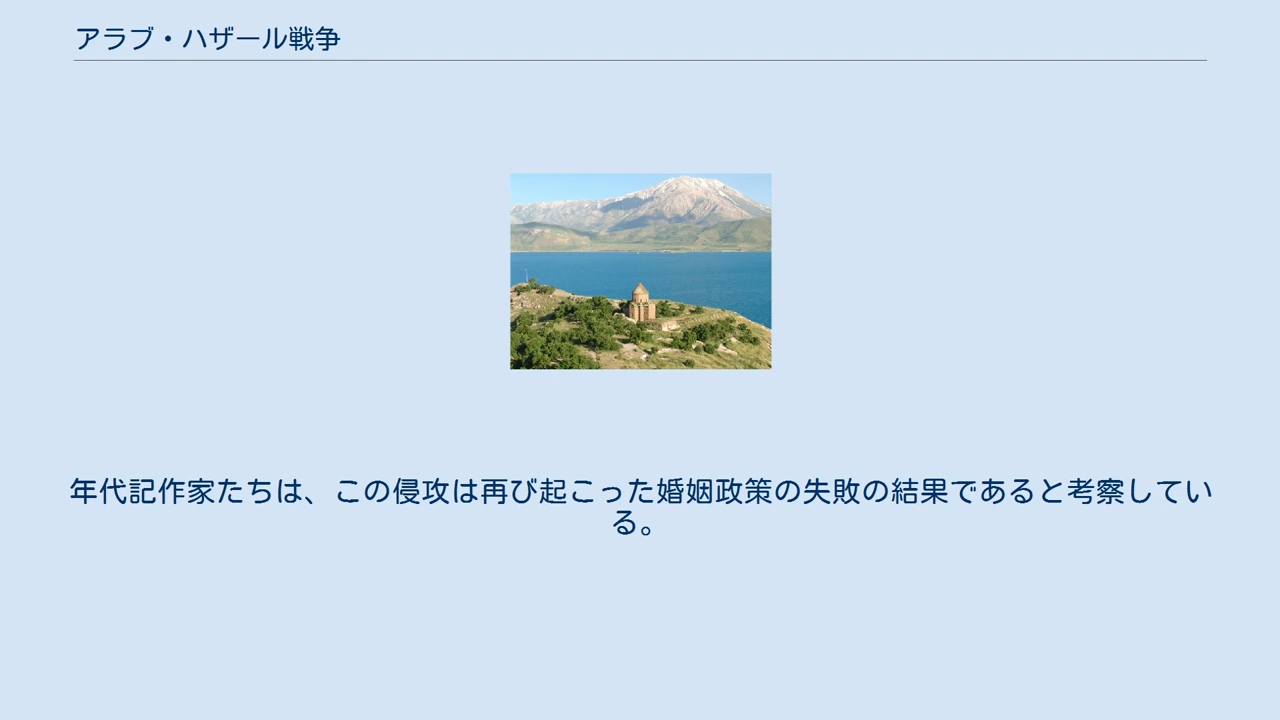 アラブ・ハザール戦争
年代記作家たちは、この侵攻は再び起こった婚姻政策の失敗の結果であると考察してい
る。